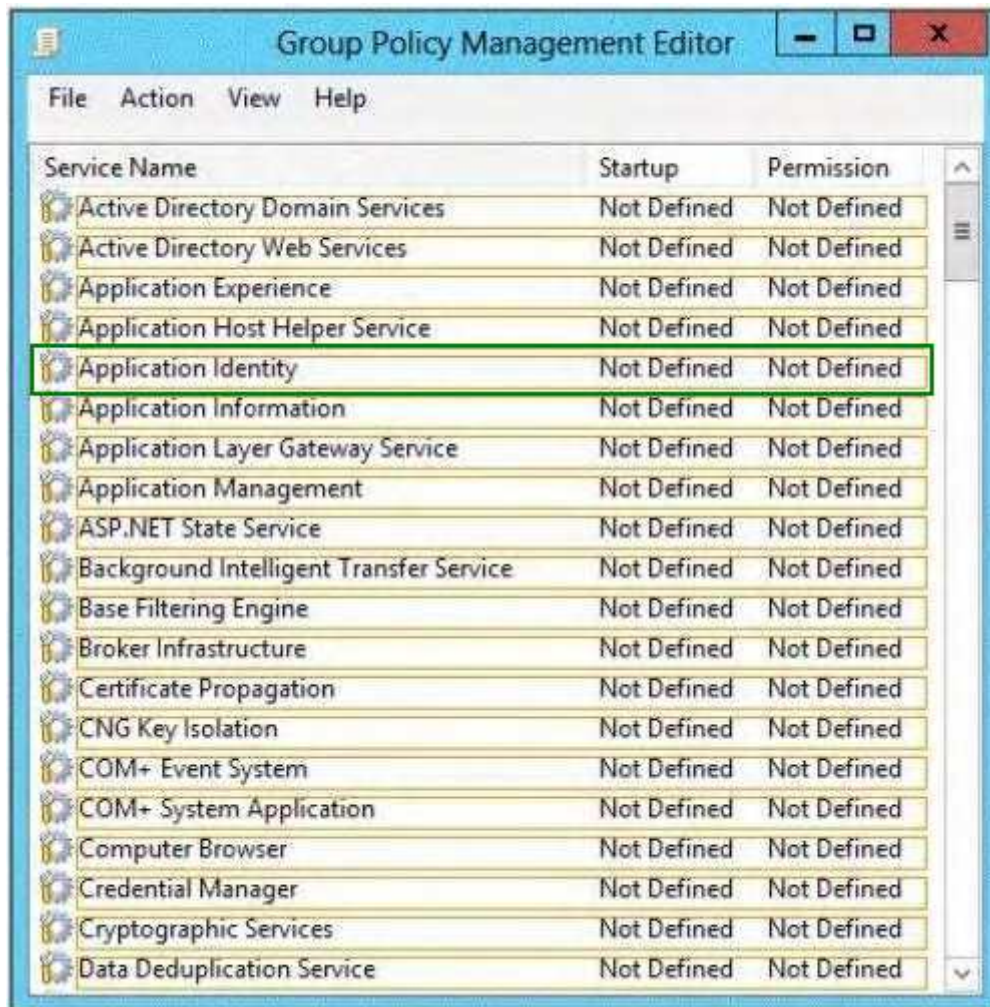 Group Policy Management Editor
File Action View Help
Service Name Startup Permission
Active Directory Domain Services Not Defined Not Defined
Active Directory Web Services Not Defined Not Defined
Application Experience Not Defined Not Defined
Application Host Helper Service Not Defined Not Defined
Application Identity Not Defined Not Defined
Application Information Not Defined Not Defined
Application Layer Gateway Service Not Defined Not Defined
Application Management Not Defined Not Defined
ASP.NET State Service Not Defined Not Defined
Background Intelligent Transfer Service Not Defined Not Defined
Base Filtering Engine Not Defined Not Defined
Broker Infrastructure Not Defined Not Defined
Certificate Propagation Not Defined Not Defined
CNG Key Isolation Not Defined Not Defined
COM+ Event System Not Defined Not Defined
COM+ System Application Not Defined Not Defined
Computer Browser Not Defined Not Defined
Credential Manager Not Defined Not Defined
Cryptographic Services Not Defined Not Defined
Data Deduplication Service Not Defined Not Defined